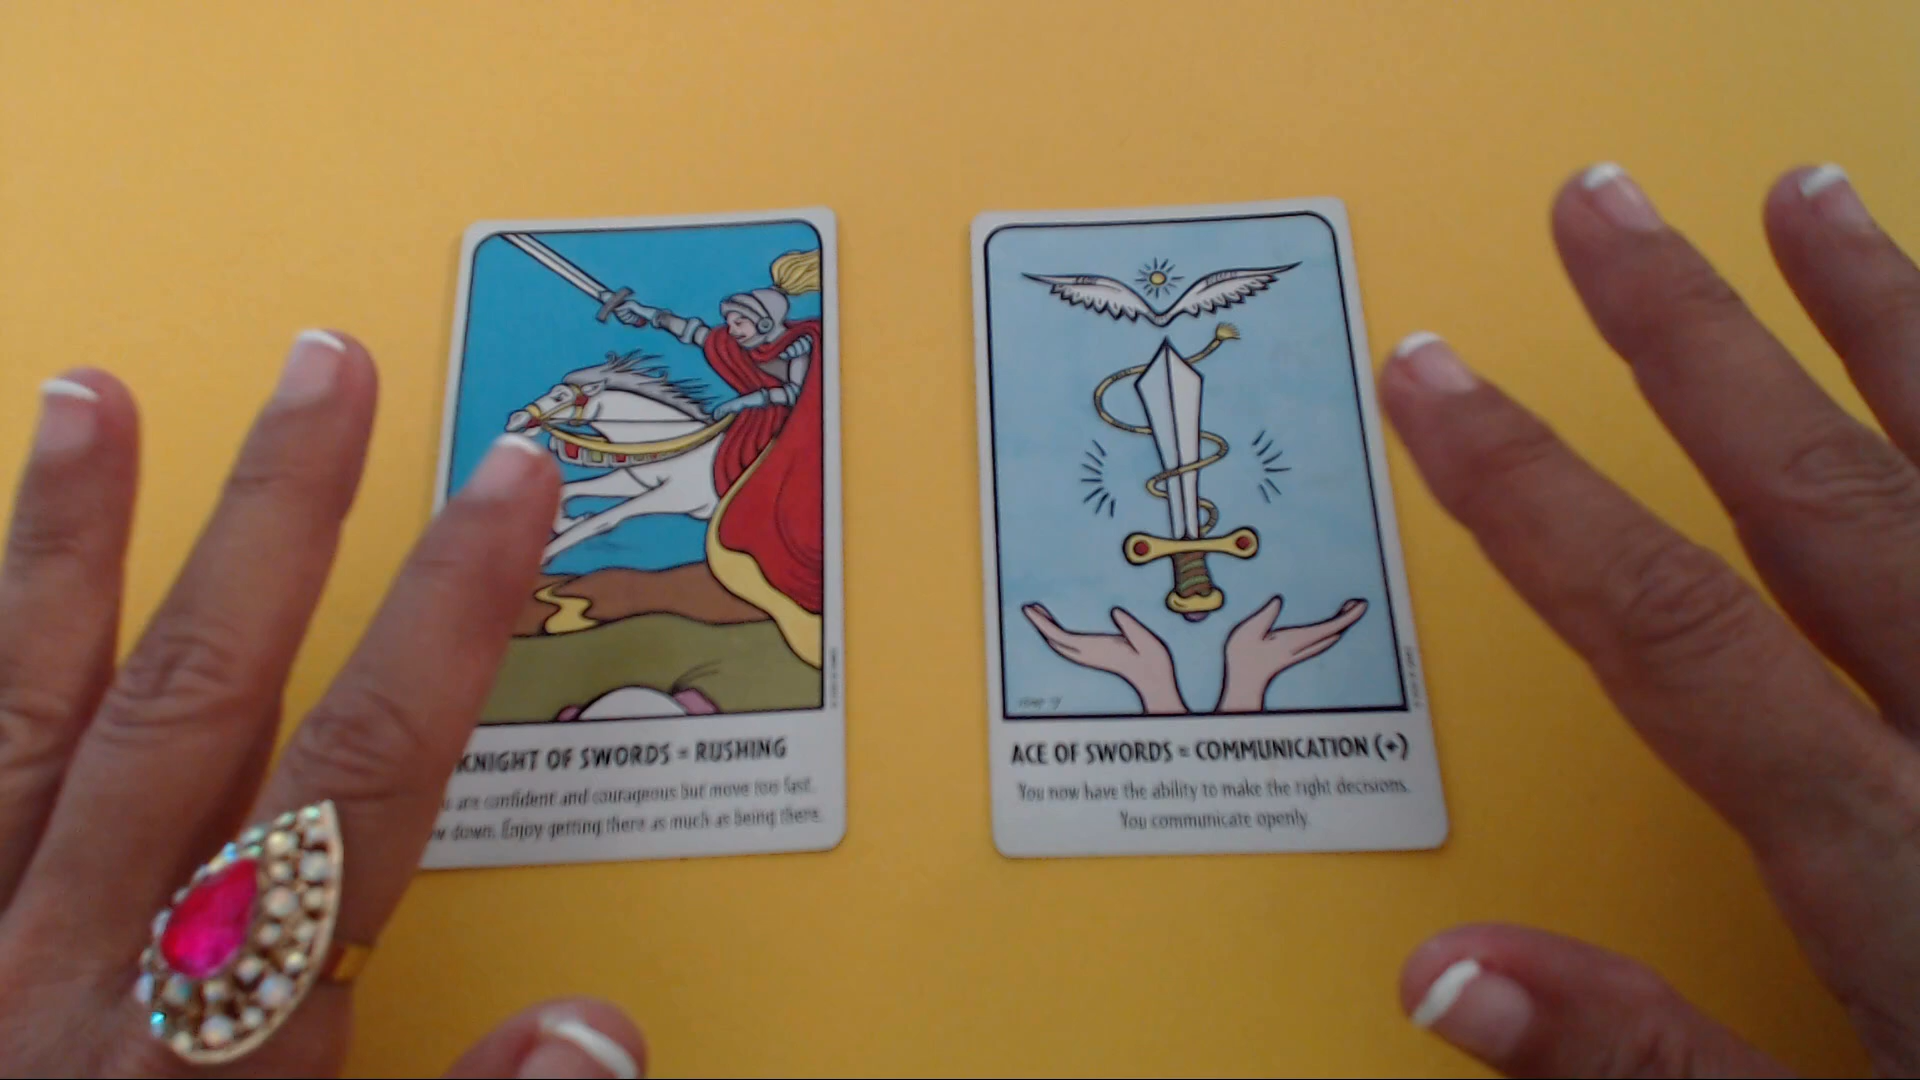 KNIGHT OF SWORDS = RUSHING
are confident and courageous but move too fast.
down. Enjoy getting there as much as being there.
ACE OF SWORDS = COMMUNICATION (+)
You now have the ability to make the right decisions.
You communicate openly.